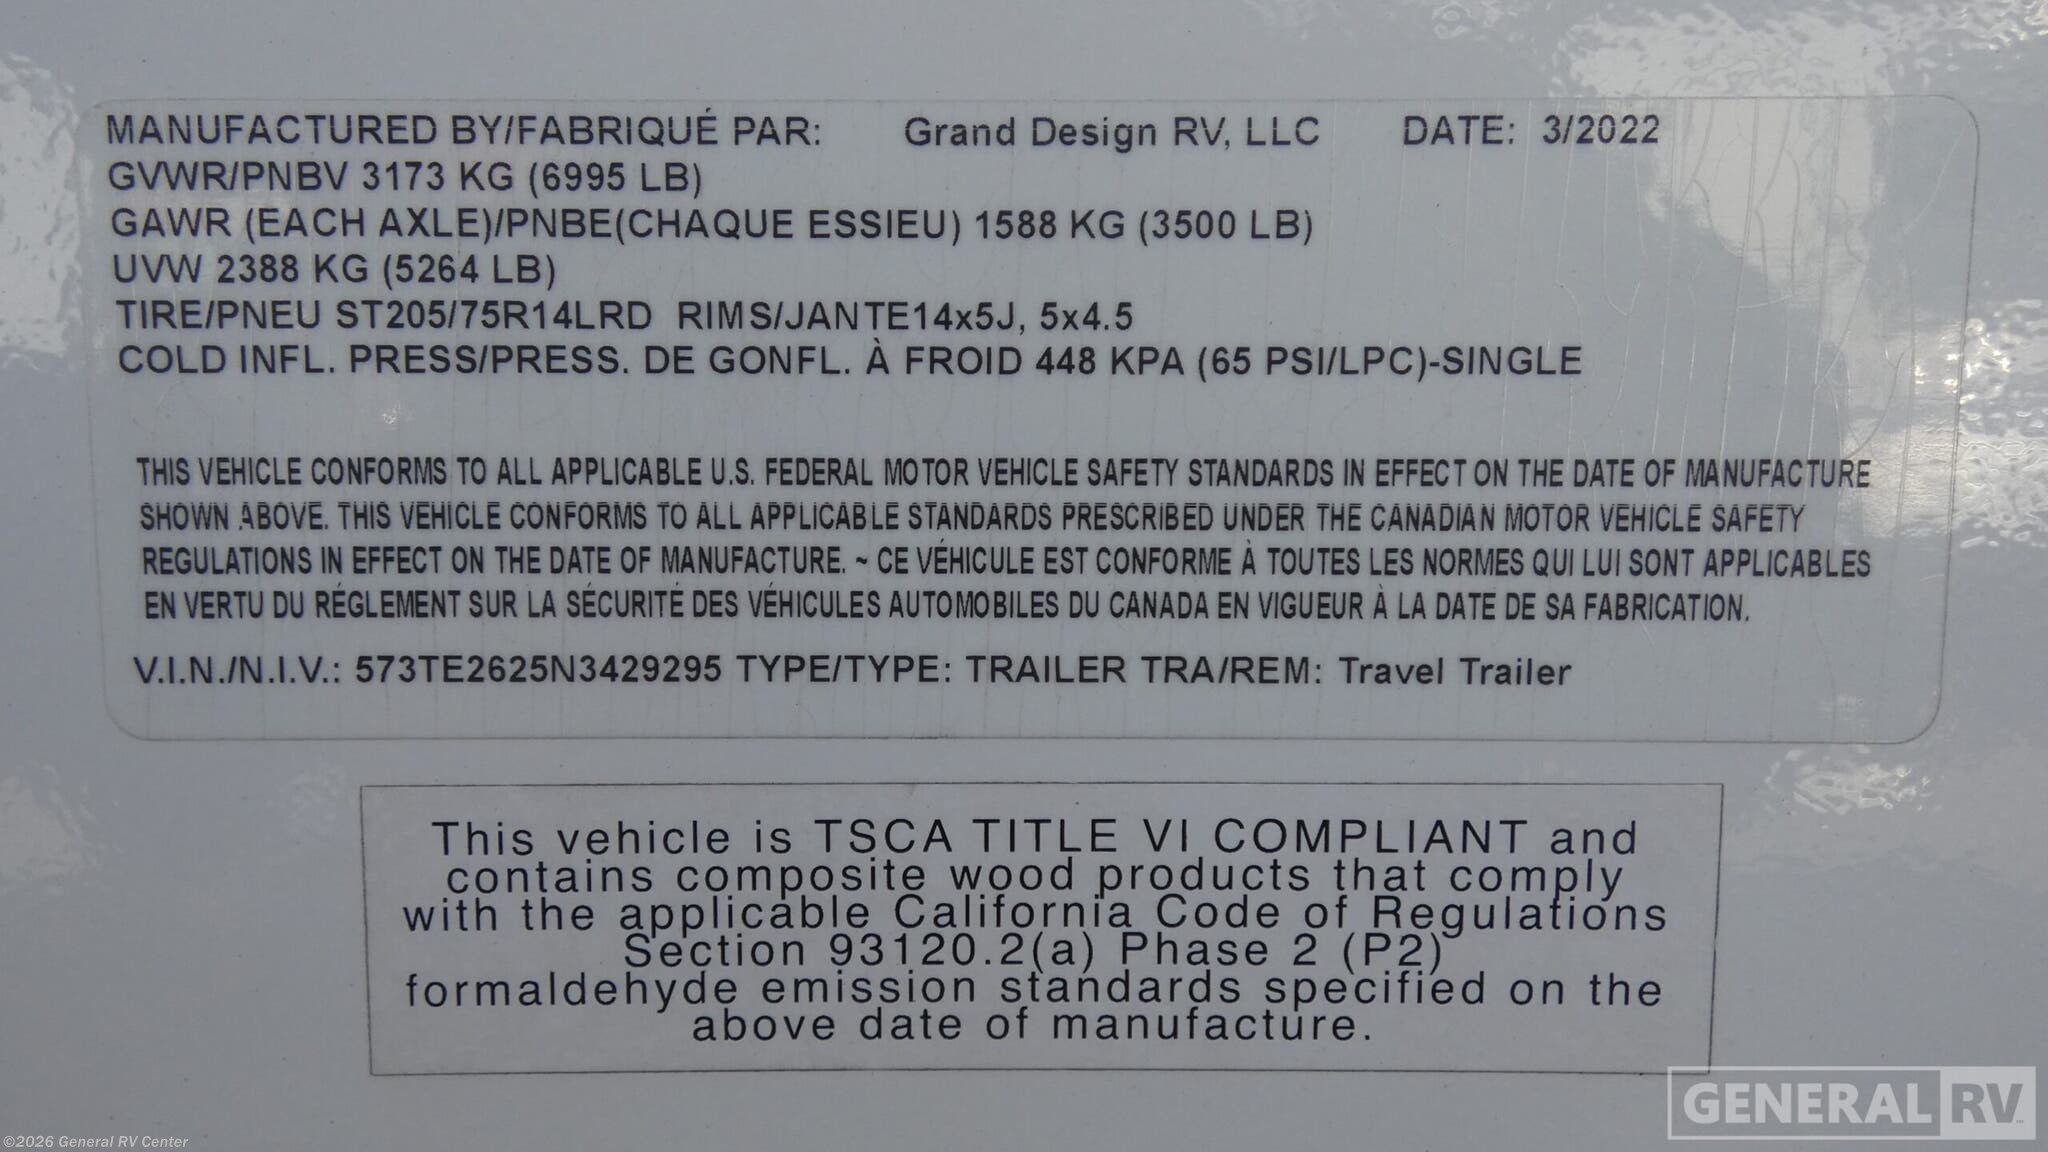 MANUFACTURED BY/FABRIQUÉ PAR: Grand Design RV, LLC DATE: 3/2022
GVWR/PNBV 3173 KG (6995 LB)
GAWR (EACH AXLE)/PNBE(CHAQUE ESSIEU) 1588 KG (3500 LB)
UVW 2388 KG (5264 LB)
TIRE/PNEU ST205/75R14LRD RIMS/JANTE14x5J, 5x4.5
COLD INFL. PRESS/PRESS. DE GONFL. À FROID 448 KPA (65 PSI/LPC)-SINGLE
THIS VEHICLE CONFORMS TO ALL APPLICABLE U.S. FEDERAL MOTOR VEHICLE SAFETY STANDARDS IN EFFECT ON THE DATE OF MANUFACTURE
SHOWN ABOVE. THIS VEHICLE CONFORMS TO ALL APPLICABLE STANDARDS PRESCRIBED UNDER THE CANADIAN MOTOR VEHICLE SAFETY
REGULATIONS IN EFFECT ON THE DATE OF MANUFACTURE. ~ CE VÉHICULE EST CONFORME À TOUTES LES NORMES QUI LUI SONT APPLICABLES
EN VERTU DU RÉGLEMENT SUR LA SÉCURITÉ DES VÉHICULES AUTOMOBILES DU CANADA EN VIGUEUR À LA DATE DE SA FABRICATION.
V.I.N./N.I.V.: 573TE2625N3429295 TYPE/TYPE: TRAILER TRA/REM: Travel Trailer
This vehicle is TSCA TITLE VI COMPLIANT and
contains composite wood products that comply
with the applicable California Code of Regulations
Section 93120.2(a) Phase 2 (P2)
formaldehyde emission standards specified on the
above date of manufacture.
GENERAL RV
©2026 General RV Center